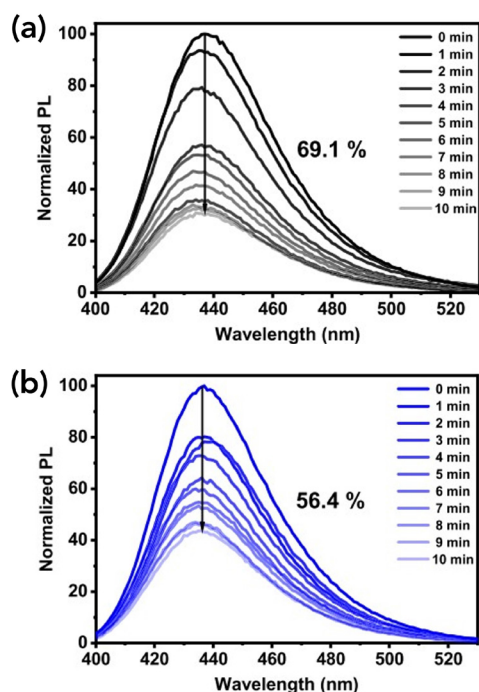 (a)
Normalized PL
100
80
60
40
20
0
69.1 %
0 min
1 min
2 min
3 min
4 min
5 min
6 min
7 min
8 min
9 min
10 min
400 420 440 460 480 500 520
Wavelength (nm)
(b)
Normalized PL
100
80
60
40
20
0
56.4 %
0 min
1 min
2 min
3 min
4 min
5 min
6 min
7 min
8 min
9 min
10 min
400 420 440 460 480 500 520
Wavelength (nm)